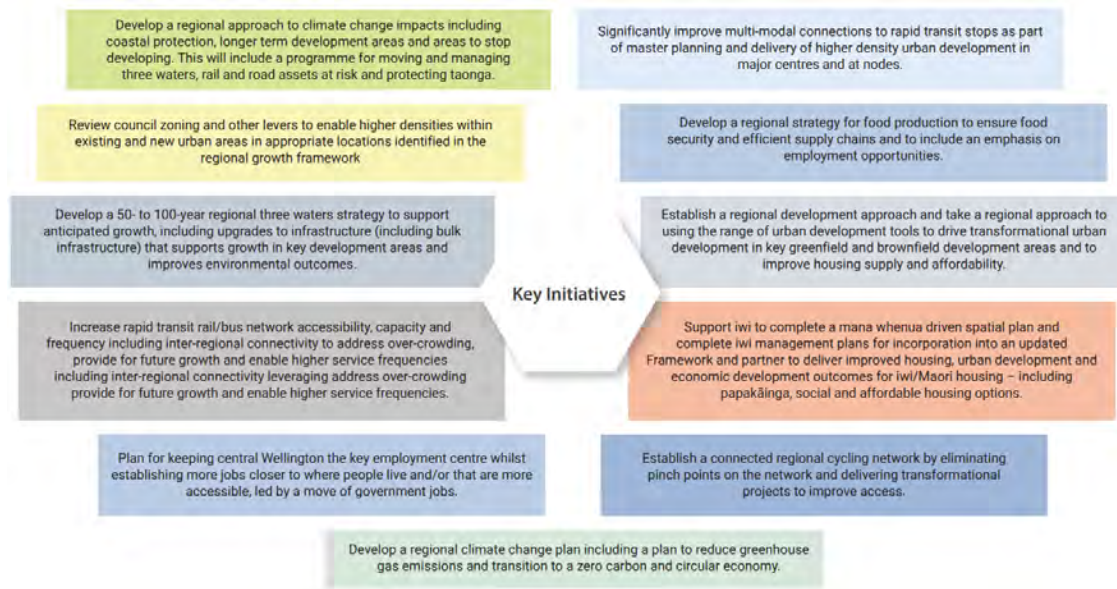 Develop a regional approach to climate change impacts including
coastal protection, longer term development areas and areas to stop
developing. This will include a programme for moving and managing
three waters, rail and road assets at risk and protecting taonga.
Significantly improve multi-modal connections to rapid transit stops as
part of master planning and delivery of higher density urban development in
major centres and at nodes.
Review council zoning and other levers to enable higher densities within
existing and new urban areas in appropriate locations identified in the
regional growth framework
Develop a regional strategy for food production to ensure food
security and efficient supply chains and to include an emphasis on
employment opportunities.
Develop a 50- to 100-year regional three waters strategy to support
anticipated growth, including upgrades to infrastructure (including bulk
infrastructure) that supports growth in key development areas and
improves environmental outcomes.
Establish a regional development approach and take a regional approach to
using the range of urban development tools to drive transformational urban
development in key greenfield and brownfield development areas and to
improve housing supply and affordability.
Key Initiatives
Increase rapid transit rail/bus network accessibility, capacity and
frequency including inter-regional connectivity to address over-crowding,
provide for future growth and enable higher service frequencies
including inter-regional connectivity leveraging address over-crowding
provide for future growth and enable higher service frequencies.
Support iwi to complete a mana whenua driven spatial plan and
complete iwi management plans for incorporation into an updated
Framework and partner to deliver improved housing, urban development and
economic development outcomes for iwi/Maori housing – including
papakāinga, social and affordable housing options.
Plan for keeping central Wellington the key employment centre whilst
establishing more jobs closer to where people live and/or that are more
accessible, led by a move of government jobs.
Establish a connected regional cycling network by eliminating
pinch points on the network and delivering transformational
projects to improve access.
Develop a regional climate change plan including a plan to reduce greenhouse
gas emissions and transition to a zero carbon and circular economy.